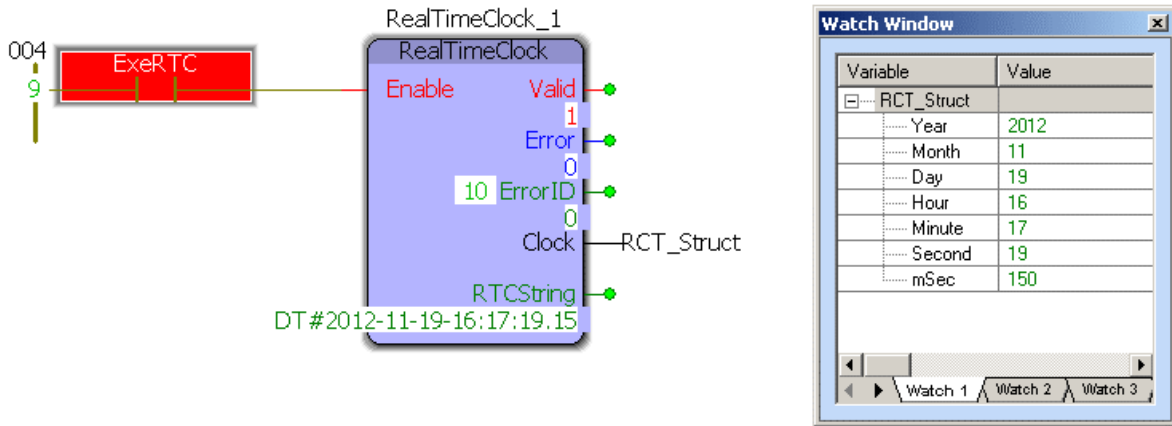 RealTimeClock_1
004
ExeRTC
RealTimeClock
9
Enable
Valid
1
Error
0
10
ErrorID
0
Clock
RCT_Struct
RTCString
DT#2012-11-19-16:17:19.15
Watch Window
Variable Value
RCT_Struct
Year 2012
Month 11
Day 19
Hour 16
Minute 17
Second 19
mSec 150
Watch 1 Watch 2 Watch 3